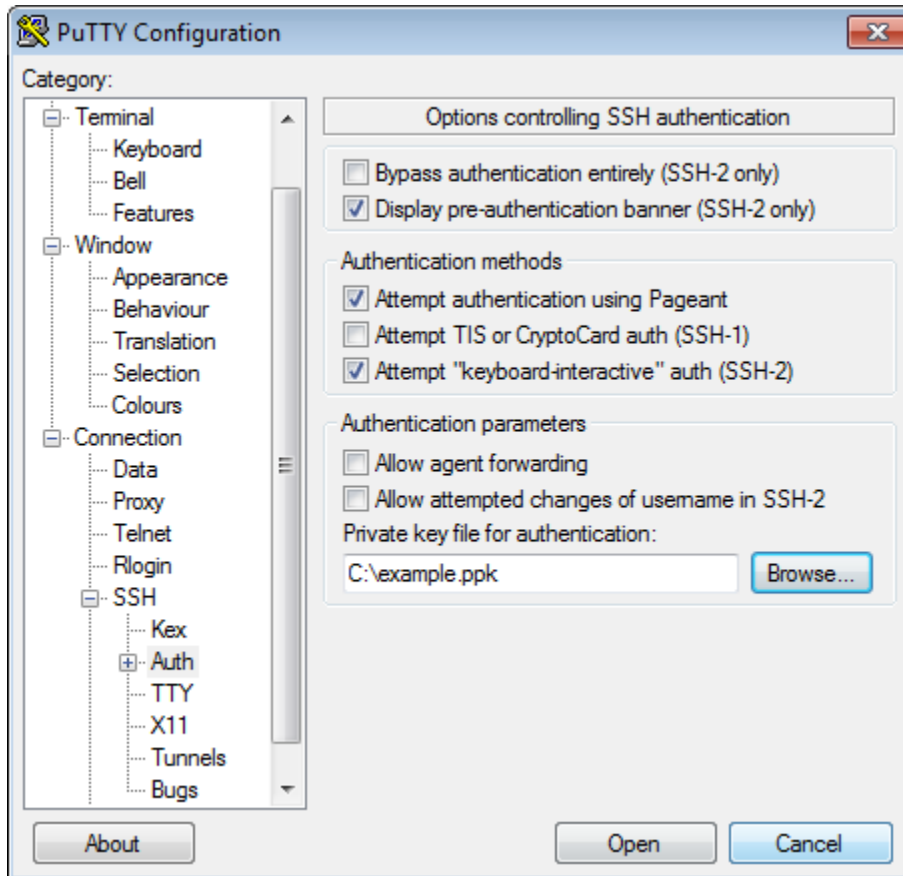 PuTTY Configuration
Category:
Terminal
Keyboard
Bell
Features
Window
Appearance
Behaviour
Translation
Selection
Colours
Connection
Data
Proxy
Telnet
Rlogin
SSH
Kex
Auth
TTY
X11
Tunnels
Bugs
Options controlling SSH authentication
Bypass authentication entirely (SSH-2 only)
Display pre-authentication banner (SSH-2 only)
Authentication methods
Attempt authentication using Pageant
Attempt TIS or CryptoCard auth (SSH-1)
Attempt "keyboard-interactive" auth (SSH-2)
Authentication parameters
Allow agent forwarding
Allow attempted changes of username in SSH-2
Private key file for authentication:
C:\example.ppk
Browse...
About
Open
Cancel